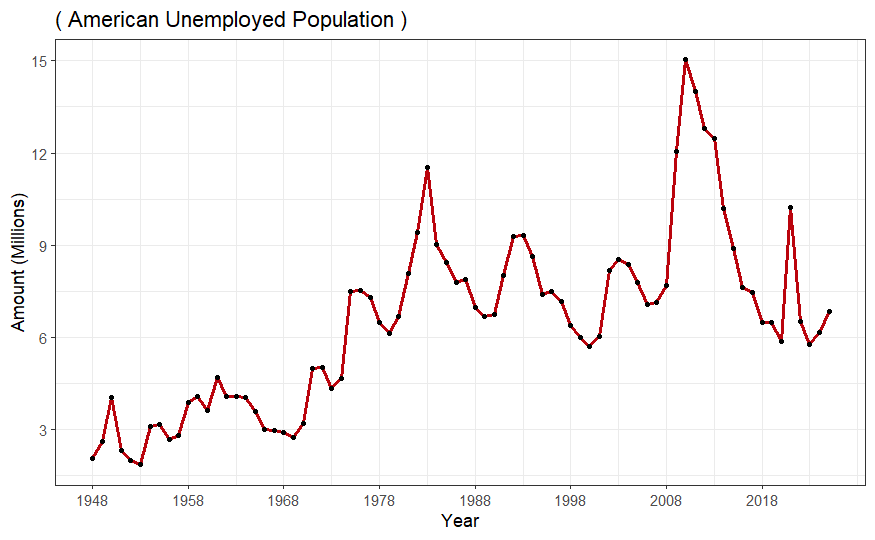 ( American Unemployed Population )
Amount (Millions)
15
12
9
6
3
1948 1958 1968 1978 1988 1998 2008 2018
Year